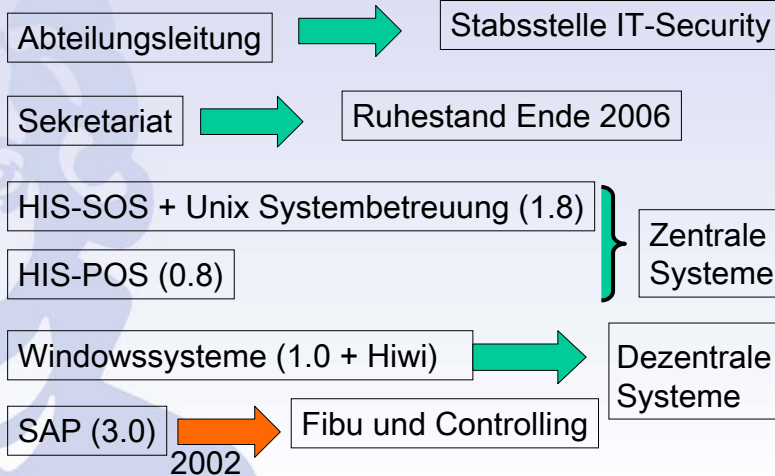 Abteilungsleitung
Stabsstelle IT-Security
Sekretariat
Ruhestand Ende 2006
HIS-SOS + Unix Systembetreuung (1.8)
HIS-POS (0.8)
Zentrale
Systeme
Windowssysteme (1.0 + Hiwi)
Dezentrale
Systeme
SAP (3.0)
2002
Fibu und Controlling